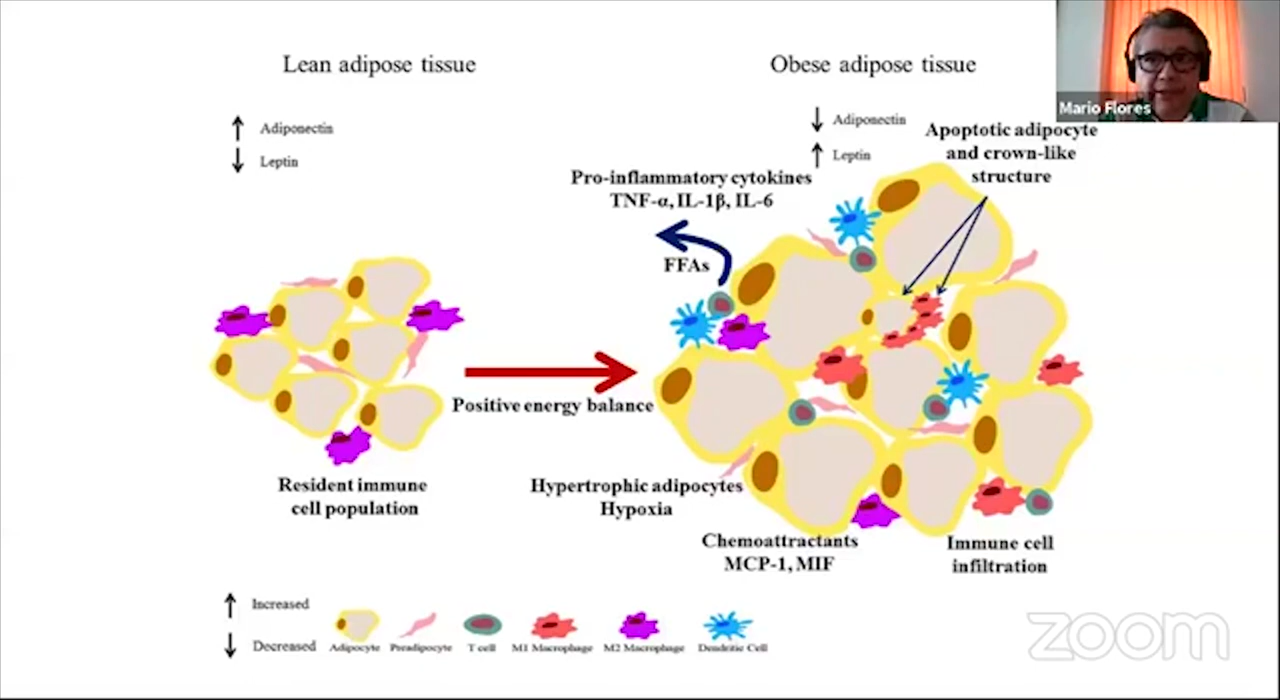 Mario Flores
Lean adipose tissue
Obese adipose tissue
Adiponectin
Leptin
Adiponectin
Leptin
Apoptotic adipocyte
and crown-like
structure
Pro-inflammatory cytokines
TNF-α, IL-1β, IL-6
FFAs
Positive energy balance
Resident immune
cell population
Hypertrophic adipocytes
Hypoxia
Chemoattractants
MCP-1, MIF
Immune cell
infiltration
Increased
Decreased
Adipocyte
Preadipocyte
T cell
M1 Macrophage
M2 Macrophage
Dendritic Cell
zoom